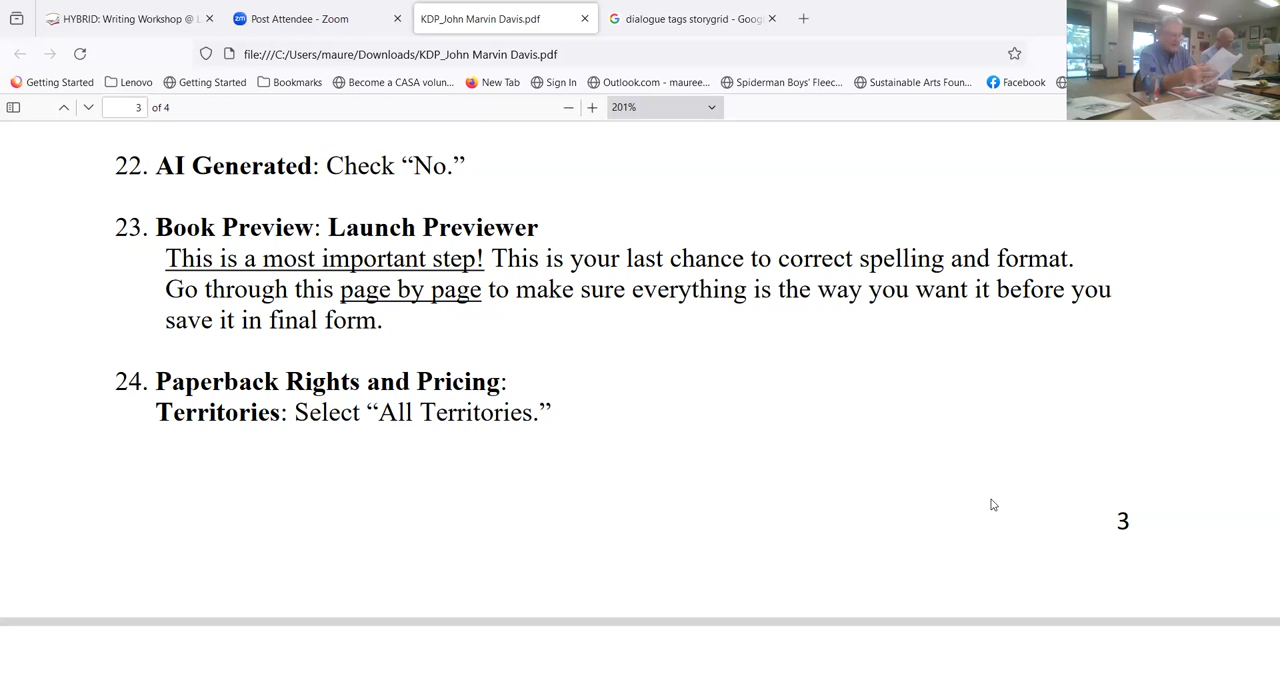 HYBRID: Writing Workshop @ L
Post Attendee - Zoom
KDP_John Marvin Davis.pdf
dialogue tags storygrid - Goog
file:///C:/Users/maure/Downloads/KDP_John Marvin Davis.pdf
Getting Started
Lenovo
Getting Started
Bookmarks
Become a CASA volun...
New Tab
Sign In
Outlook.com - mauree...
Spiderman Boys' Fleec...
Sustainable Arts Foun...
Facebook
3 of 4
201%
22. AI Generated: Check “No.”
23. Book Preview: Launch Previewer
This is a most important step! This is your last chance to correct spelling and format.
Go through this page by page to make sure everything is the way you want it before you
save it in final form.
24. Paperback Rights and Pricing:
Territories: Select “All Territories.”
3